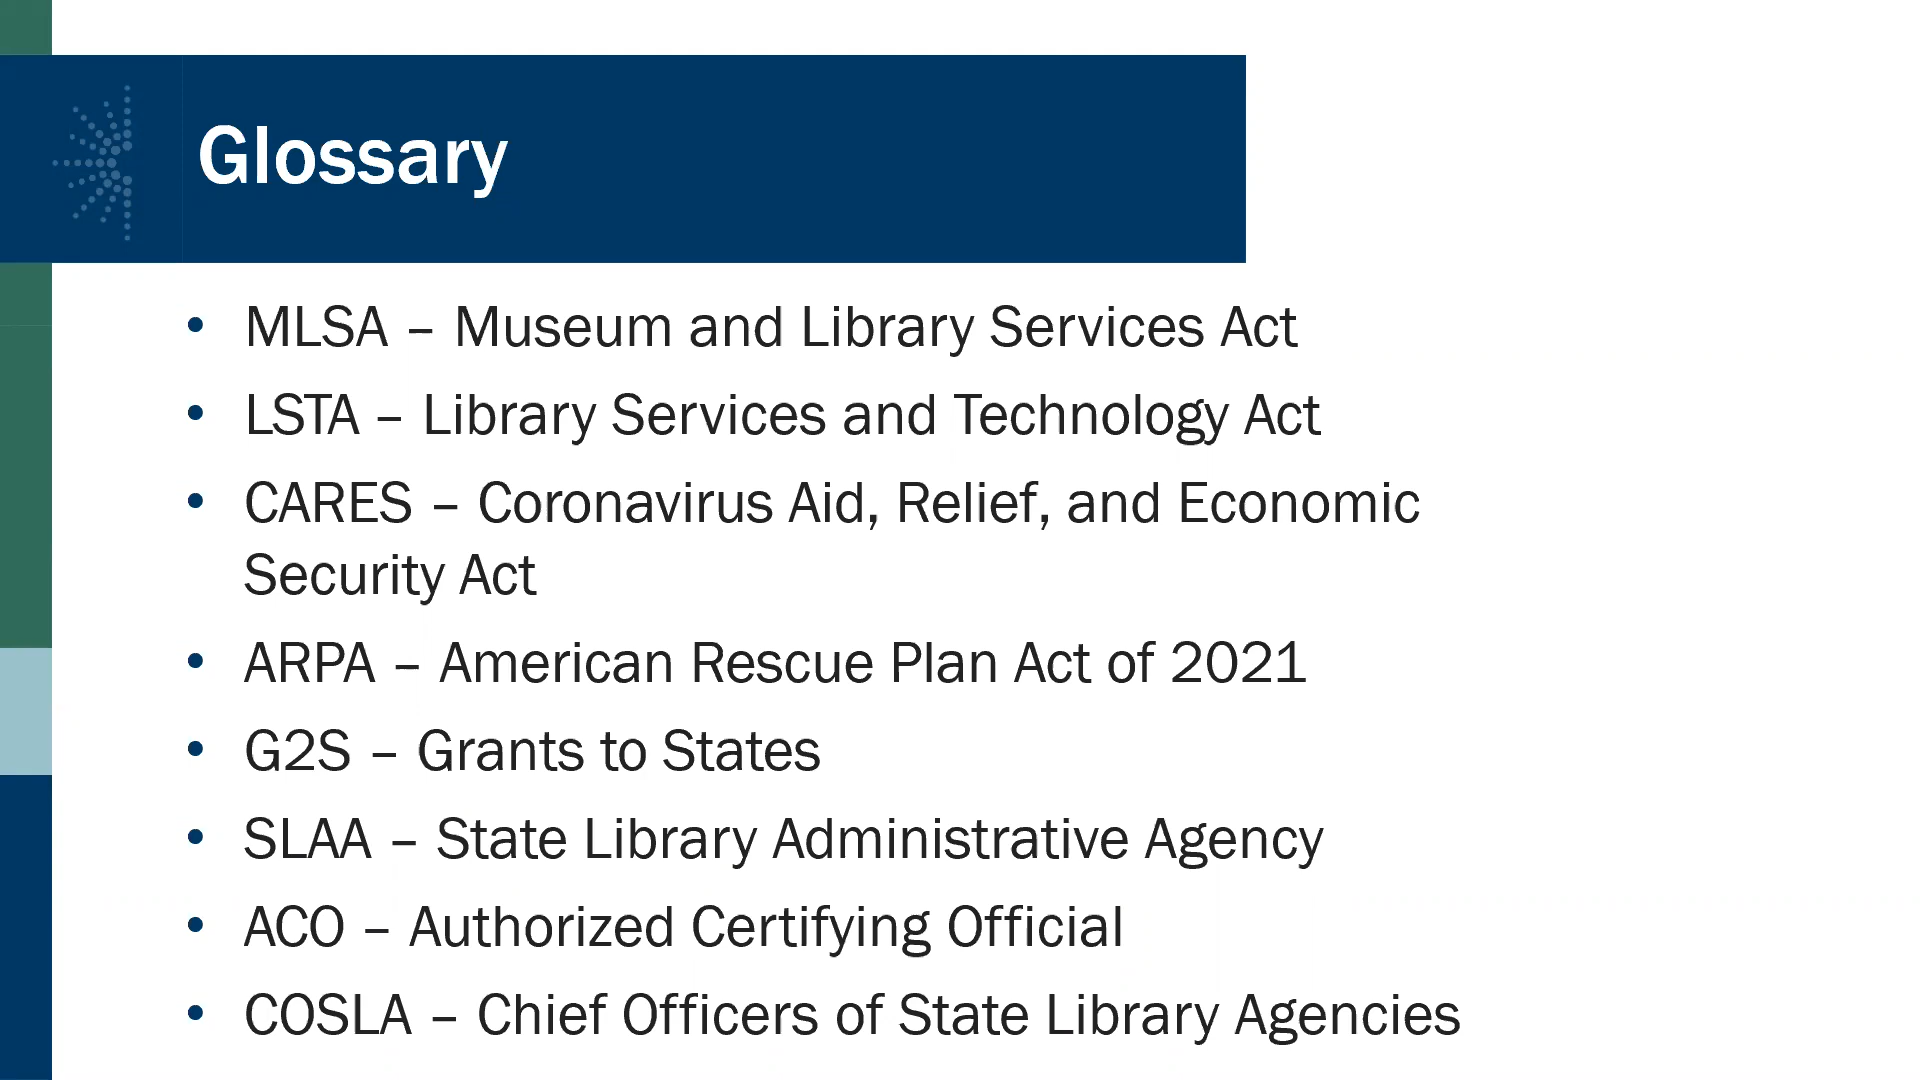 Glossary
• MLSA – Museum and Library Services Act
• LSTA – Library Services and Technology Act
• CARES – Coronavirus Aid, Relief, and Economic
Security Act
• ARPA – American Rescue Plan Act of 2021
• G2S – Grants to States
• SLAA – State Library Administrative Agency
• ACO – Authorized Certifying Official
• COSLA – Chief Officers of State Library Agencies